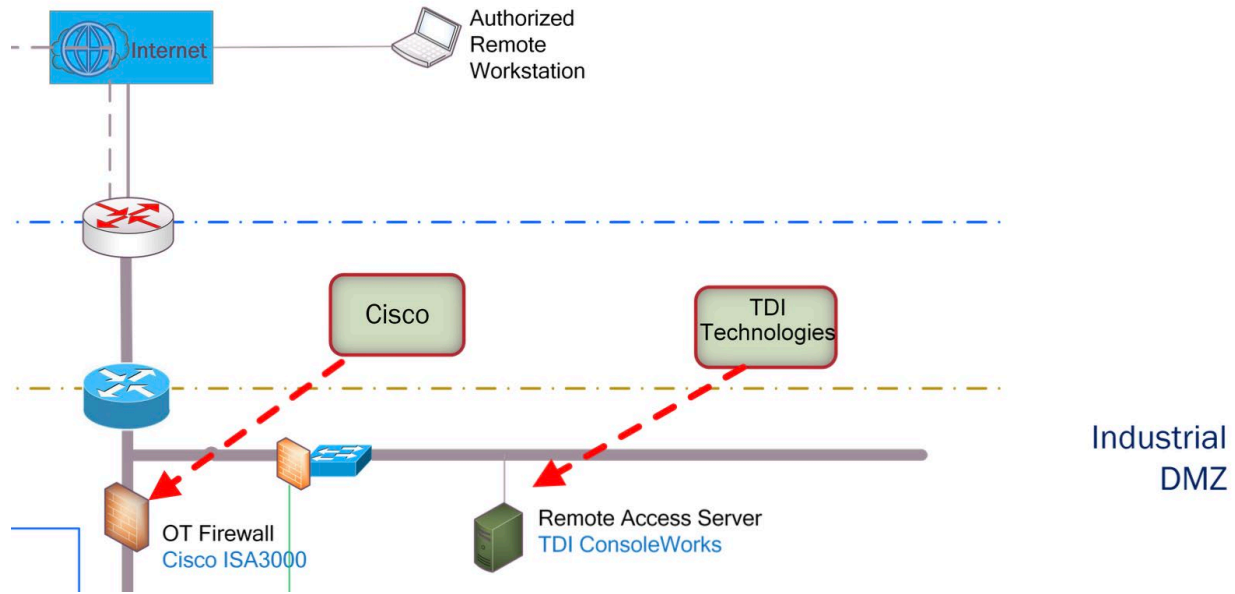 Internet
Authorized
Remote
Workstation
Cisco
TDI
Technologies
Industrial
DMZ
OT Firewall
Cisco ISA3000
Remote Access Server
TDI ConsoleWorks